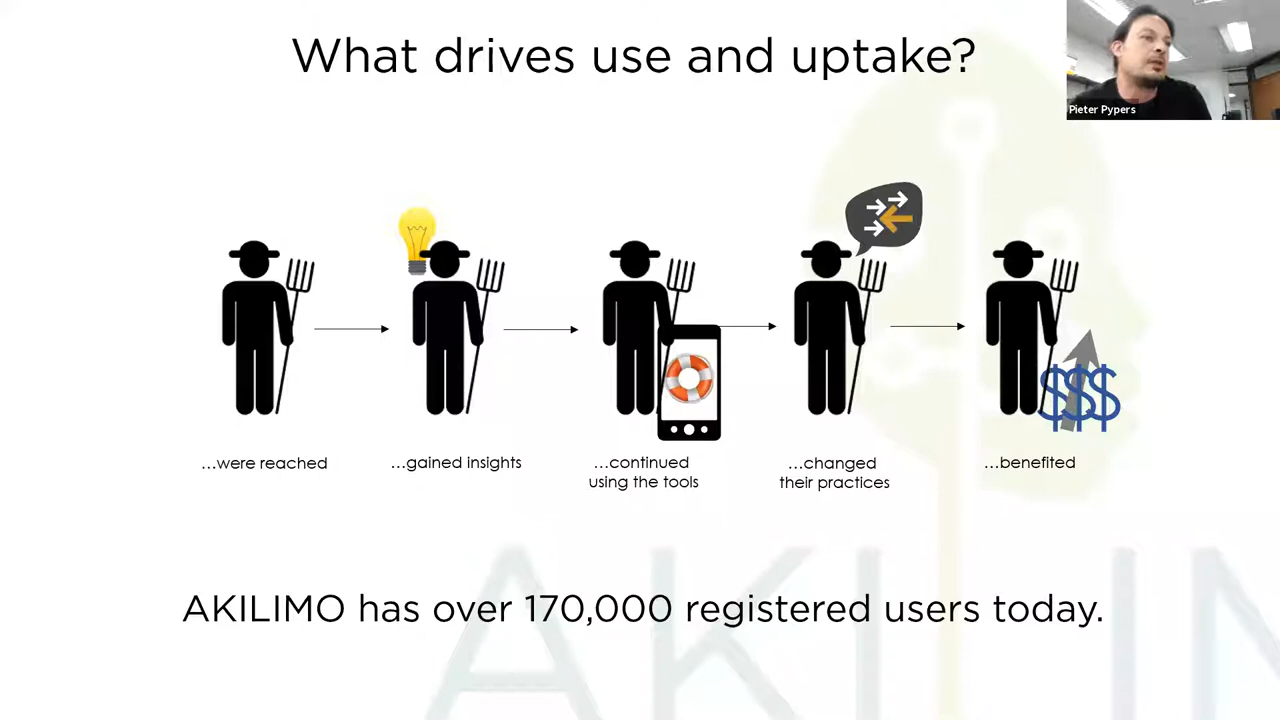 What drives use and uptake?
Pieter Pypers
...were reached
...gained insights
...continued
using the tools
...changed
their practices
...benefited
$$$
AKILIMO has over 170,000 registered users today.
AKILIM